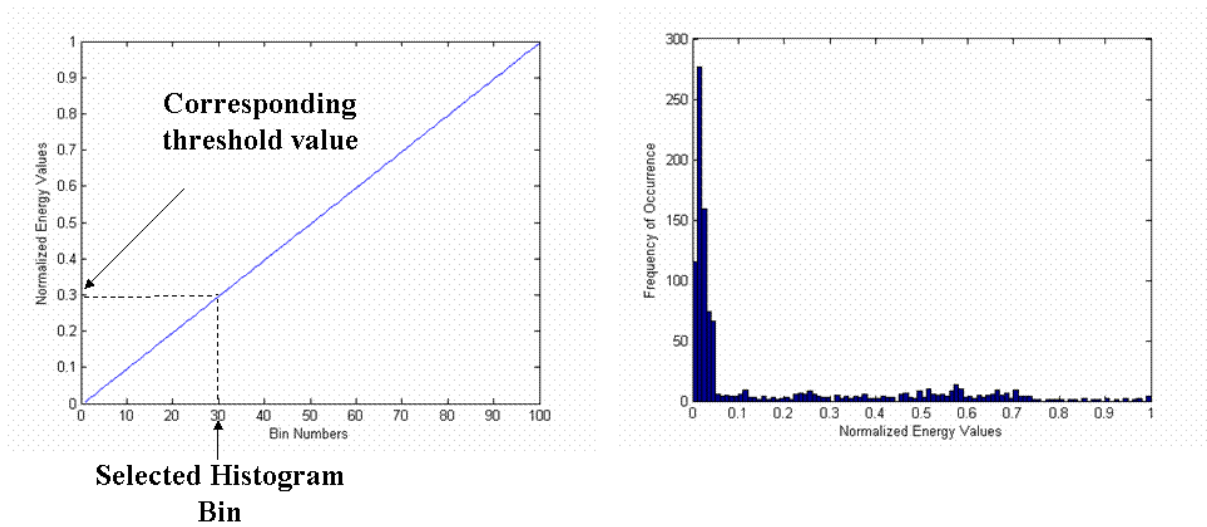 1
0.9
0.8
0.7
0.6
0.5
0.4
0.3
0.2
0.1
0
Normalized Energy Values
Corresponding
threshold value
0 10 20 30 40 50 60 70 80 90 100
Bin Numbers
Selected Histogram
Bin
300
250
200
150
100
50
0
Frequency of Occurrence
0 0.1 0.2 0.3 0.4 0.5 0.6 0.7 0.8 0.9 1
Normalized Energy Values